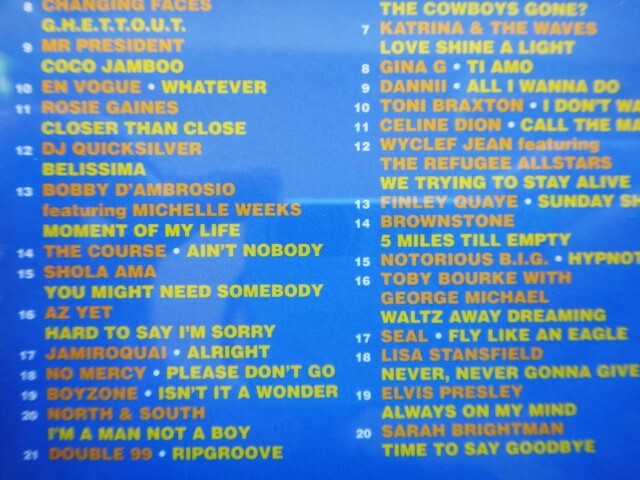 8 CHANGING FACES
G.H.E.T.T.O.U.T.
9 MR PRESIDENT
COCO JAMBOO
10 EN VOGUE • WHATEVER
11 ROSIE GAINES
CLOSER THAN CLOSE
12 DJ QUICKSILVER
BELISSIMA
13 BOBBY D'AMBROSIO
featuring MICHELLE WEEKS
MOMENT OF MY LIFE
14 THE COURSE • AIN'T NOBODY
15 SHOLA AMA
YOU MIGHT NEED SOMEBODY
16 AZ YET
HARD TO SAY I'M SORRY
17 JAMIROQUAI • ALRIGHT
18 NO MERCY • PLEASE DON'T GO
19 BOYZONE • ISN'T IT A WONDER
20 NORTH & SOUTH
I'M A MAN NOT A BOY
21 DOUBLE 99 • RIPGROOVE
THE COWBOYS GONE?
7 KATRINA & THE WAVES
LOVE SHINE A LIGHT
8 GINA G • TI AMO
9 DANNII • ALL I WANNA DO
10 TONI BRAXTON • I DON'T WA
11 CELINE DION • CALL THE MA
12 WYCLEF JEAN featuring
THE REFUGEE ALLSTARS
WE TRYING TO STAY ALIVE
13 FINLEY QUAYE • SUNDAY SH
14 BROWNSTONE
5 MILES TILL EMPTY
15 NOTORIOUS B.I.G. • HYPNOT
16 TOBY BOURKE WITH
GEORGE MICHAEL
WALTZ AWAY DREAMING
17 SEAL • FLY LIKE AN EAGLE
18 LISA STANSFIELD
NEVER, NEVER GONNA GIVE
19 ELVIS PRESLEY
ALWAYS ON MY MIND
20 SARAH BRIGHTMAN
TIME TO SAY GOODBYE